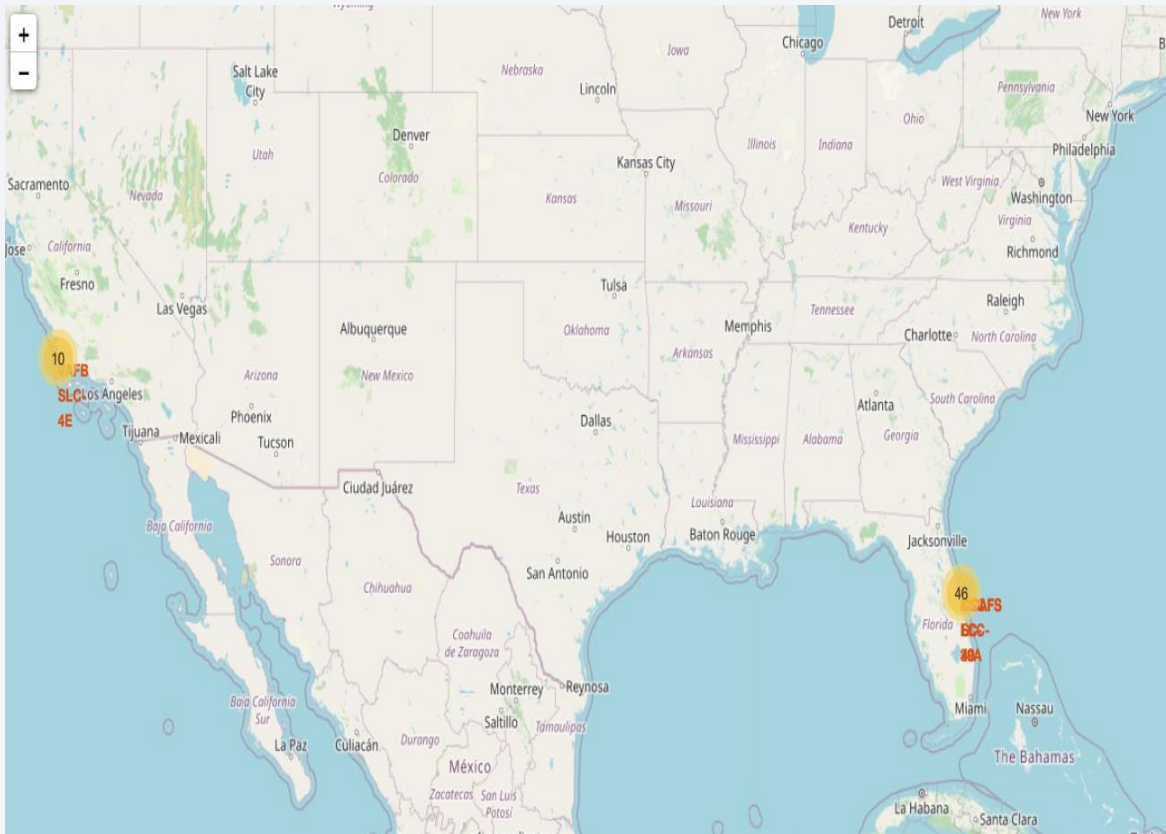 Wyoming
Detroit
New York
+
Chicago
Iowa
−
Salt Lake
City
Nebraska
Pennsylvania
Lincoln
New York
Ohio
Denver
Illinois
Indiana
Philadelphia
Utah
Kansas City
Colorado
West Virginia
Sacramento
Nevada
Kansas
Missouri
Washington
Virginia
Kentucky
Jose
California
Richmond
Fresno
Tulsa
Las Vegas
Raleigh
Tennessee
Albuquerque
Oklahoma
Memphis
Charlotte
North Carolina
10
Arkansas
Arizona
New Mexico
SLC-
Los Angeles
4E
South Carolina
Phoenix
Atlanta
Dallas
Tijuana
Mexicali
Tucson
Mississippi
Alabama
Georgia
Ciudad Juárez
Texas
Louisiana
Austin
Baja California
Houston
Baton Rouge
Jacksonville
Sonora
San Antonio
Chihuahua
46
Florida
Coahuila
de Zaragoza
Monterrey
Reynosa
Baja California
Sur
Saltillo
Tamaulipas
Miami
Nassau
La Paz
Culiacán
Durango
The Bahamas
México
Zacatecas
San Luis
Potosí
La Habana
Santa Clara